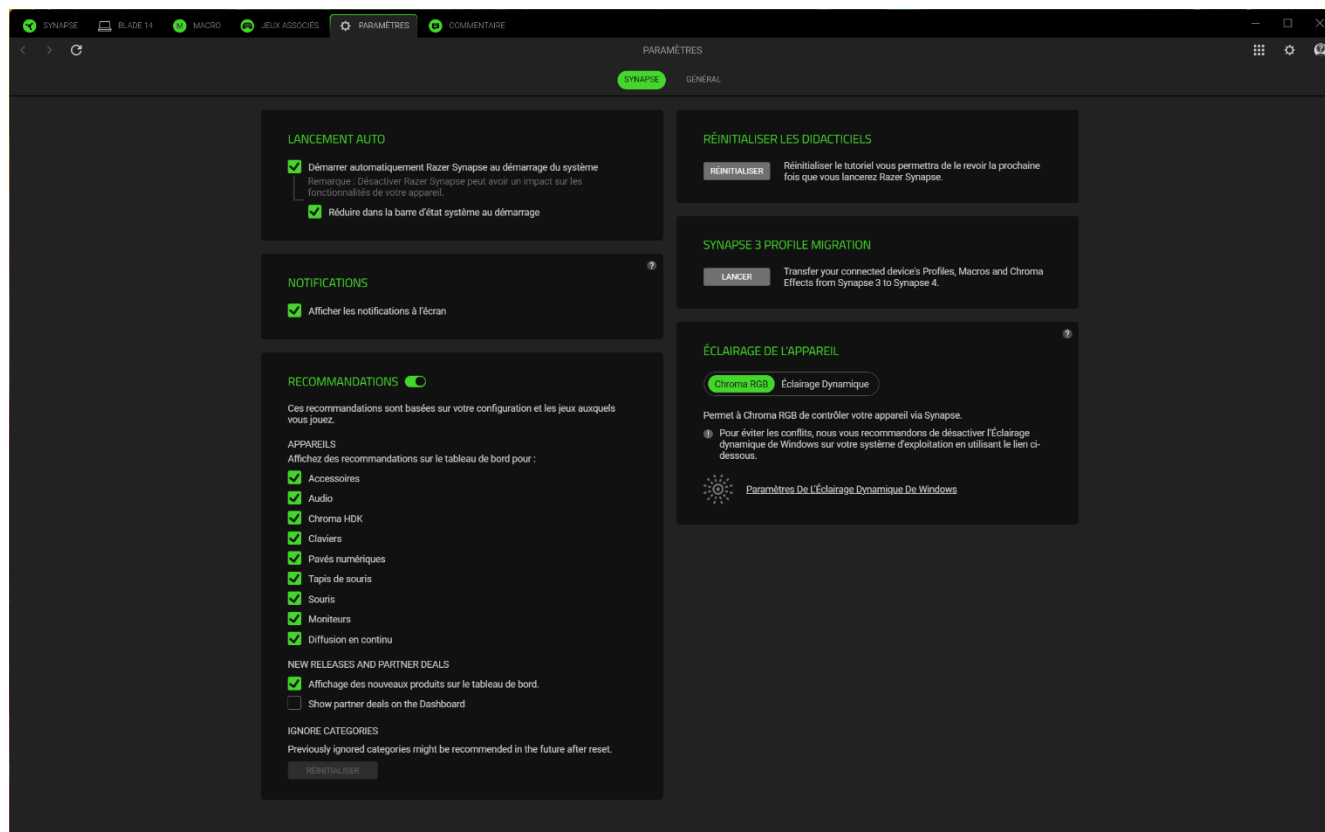 SYNAPSE
BLADE 14
MACRO
JEUX ASSOCIÉS
PARAMÈTRES
COMMENTAIRE
PARAMÈTRES
SYNAPSE
GÉNÉRAL
LANCEMENT AUTO
Démarrer automatiquement Razer Synapse au démarrage du système
Remarque : Désactiver Razer Synapse peut avoir un impact sur les
fonctionnalités de votre appareil.
Réduire dans la barre d'état système au démarrage
NOTIFICATIONS
?
Afficher les notifications à l'écran
RECOMMANDATIONS
Ces recommandations sont basées sur votre configuration et les jeux auxquels
vous jouez.
APPAREILS
Affichez des recommandations sur le tableau de bord pour :
Accessoires
Audio
Chroma HDK
Claviers
Pavés numériques
Tapis de souris
Souris
Moniteurs
Diffusion en continu
NEW RELEASES AND PARTNER DEALS
Affichage des nouveaux produits sur le tableau de bord.
Show partner deals on the Dashboard
IGNORE CATEGORIES
Previously ignored categories might be recommended in the future after reset.
RÉINITIALISER
RÉINITIALISER LES DIDACTICIELS
RÉINITIALISER
Réinitialiser le tutoriel vous permettra de le revoir la prochaine
fois que vous lancerez Razer Synapse.
SYNAPSE 3 PROFILE MIGRATION
LANCER
Transfer your connected device's Profiles, Macros and Chroma
Effects from Synapse 3 to Synapse 4.
?
ÉCLAIRAGE DE L'APPAREIL
Chroma RGB
Éclairage Dynamique
Permet à Chroma RGB de contrôler votre appareil via Synapse.
Pour éviter les conflits, nous vous recommandons de désactiver l'Éclairage
dynamique de Windows sur votre système d'exploitation en utilisant le lien ci-
dessous.
Paramètres De L'Éclairage Dynamique De Windows